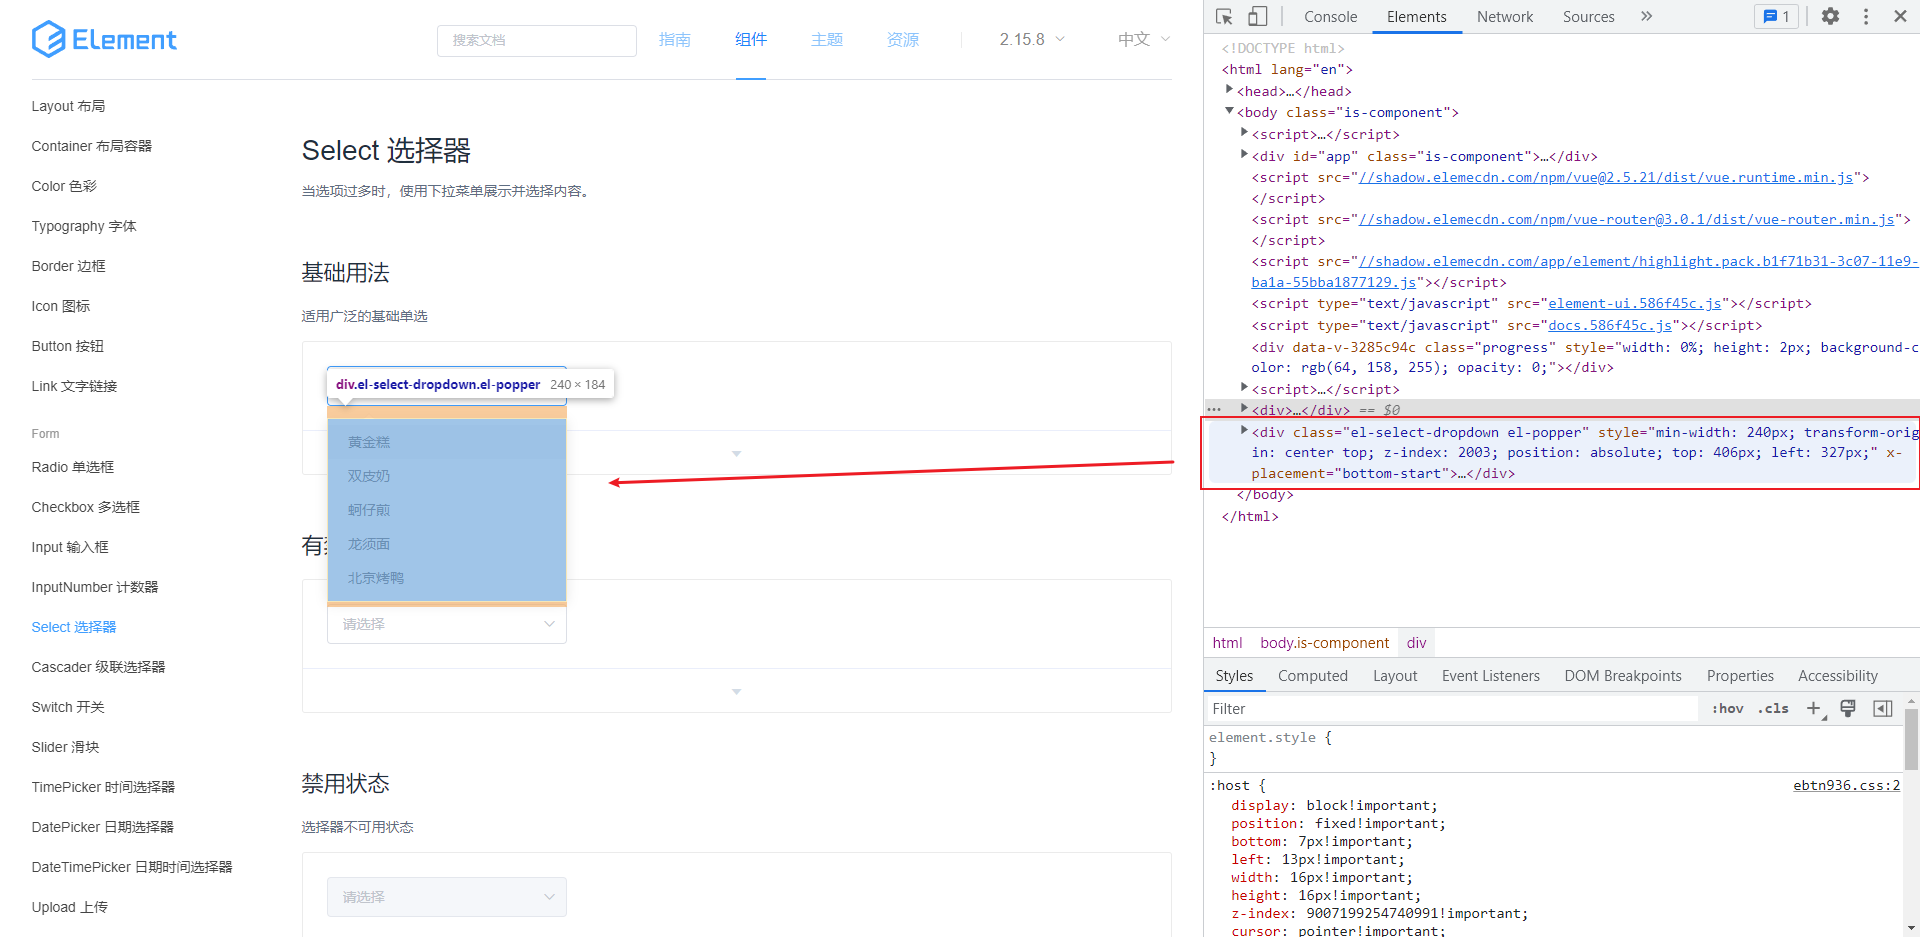 Element
搜索文档
指南
组件
主题
资源
2.15.8
中文
Layout 布局
Container 布局容器
Color 色彩
Typography 字体
Border 边框
Icon 图标
Button 按钮
Link 文字链接
Form
Radio 单选框
Checkbox 多选框
Input 输入框
InputNumber 计数器
Select 选择器
Cascader 级联选择器
Switch 开关
Slider 滑块
TimePicker 时间选择器
DatePicker 日期选择器
DateTimePicker 日期时间选择器
Upload 上传
Select 选择器
当选项过多时，使用下拉菜单展示并选择内容。
基础用法
适用广泛的基础单选
div.el-select-dropdown.el-popper 240 × 184
黄金糕
双皮奶
蚵仔煎
龙须面
北京烤鸭
有
请选择
禁用状态
选择器不可用状态
请选择
Console
Elements
Network
Sources
»
1
<!DOCTYPE html>
<html lang="en">
<head>…</head>
<body class="is-component">
<script>…</script>
<div id="app" class="is-component">…</div>
<script src="//shadow.elemecdn.com/npm/vue@2.5.21/dist/vue.runtime.min.js">
</script>
<script src="//shadow.elemecdn.com/npm/vue-router@3.0.1/dist/vue-router.min.js">
</script>
<script src="//shadow.elemecdn.com/app/element/highlight.pack.b1f71b31-3c07-11e9-
ba1a-55bba1877129.js"></script>
<script type="text/javascript" src="element-ui.586f45c.js"></script>
<script type="text/javascript" src="docs.586f45c.js"></script>
<div data-v-3285c94c class="progress" style="width: 0%; height: 2px; background-c
olor: rgb(64, 158, 255); opacity: 0;"></div>
<script>…</script>
<div>…</div> == $0
<div class="el-select-dropdown el-popper" style="min-width: 240px; transform-orig
in: center top; z-index: 2003; position: absolute; top: 406px; left: 327px;" x-
placement="bottom-start">…</div>
</body>
</html>
html
body.is-component
div
Styles
Computed
Layout
Event Listeners
DOM Breakpoints
Properties
Accessibility
Filter
:hov
.cls
element.style {
}
:host {
ebtn936.css:2
display: block!important;
position: fixed!important;
bottom: 7px!important;
left: 13px!important;
width: 16px!important;
height: 16px!important;
z-index: 9007199254740991!important;
cursor: pointer!important;